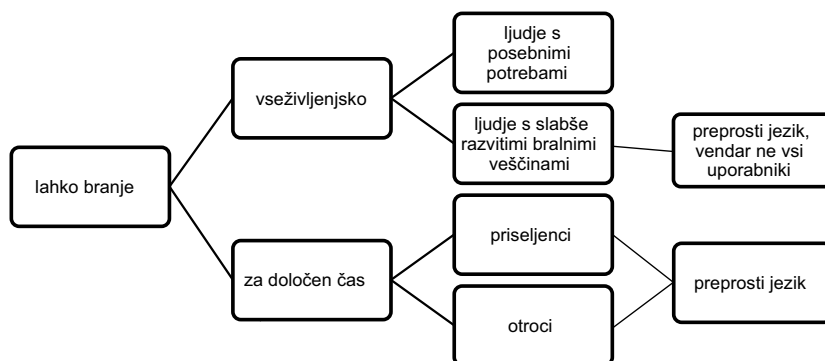 lahko branje
vseživljenjsko
za določen čas
ljudje s
posebnimi
potrebami
ljudje s slabše
razvitimi bralnimi
veščinami
priseljenci
otroci
preprosti jezik,
vendar ne vsi
uporabniki
preprosti jezik